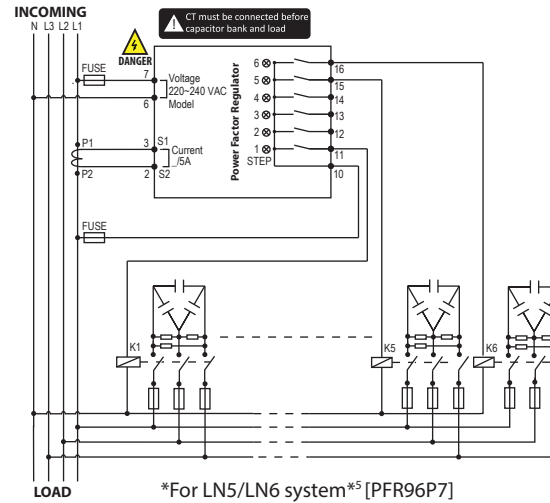 INCOMING
N L3 L2 L1
CT must be connected before
capacitor bank and load
DANGER
FUSE
7
Voltage
220~240 VAC
6
Model
P1
3
S1
Current
_/5A
P2
2
S2
Power Factor Regulator
6
16
5
15
4
14
3
13
2
12
1
11
STEP
10
FUSE
K1
K5
K6
LOAD
*For LN5/LN6 system*5 [PFR96P7]